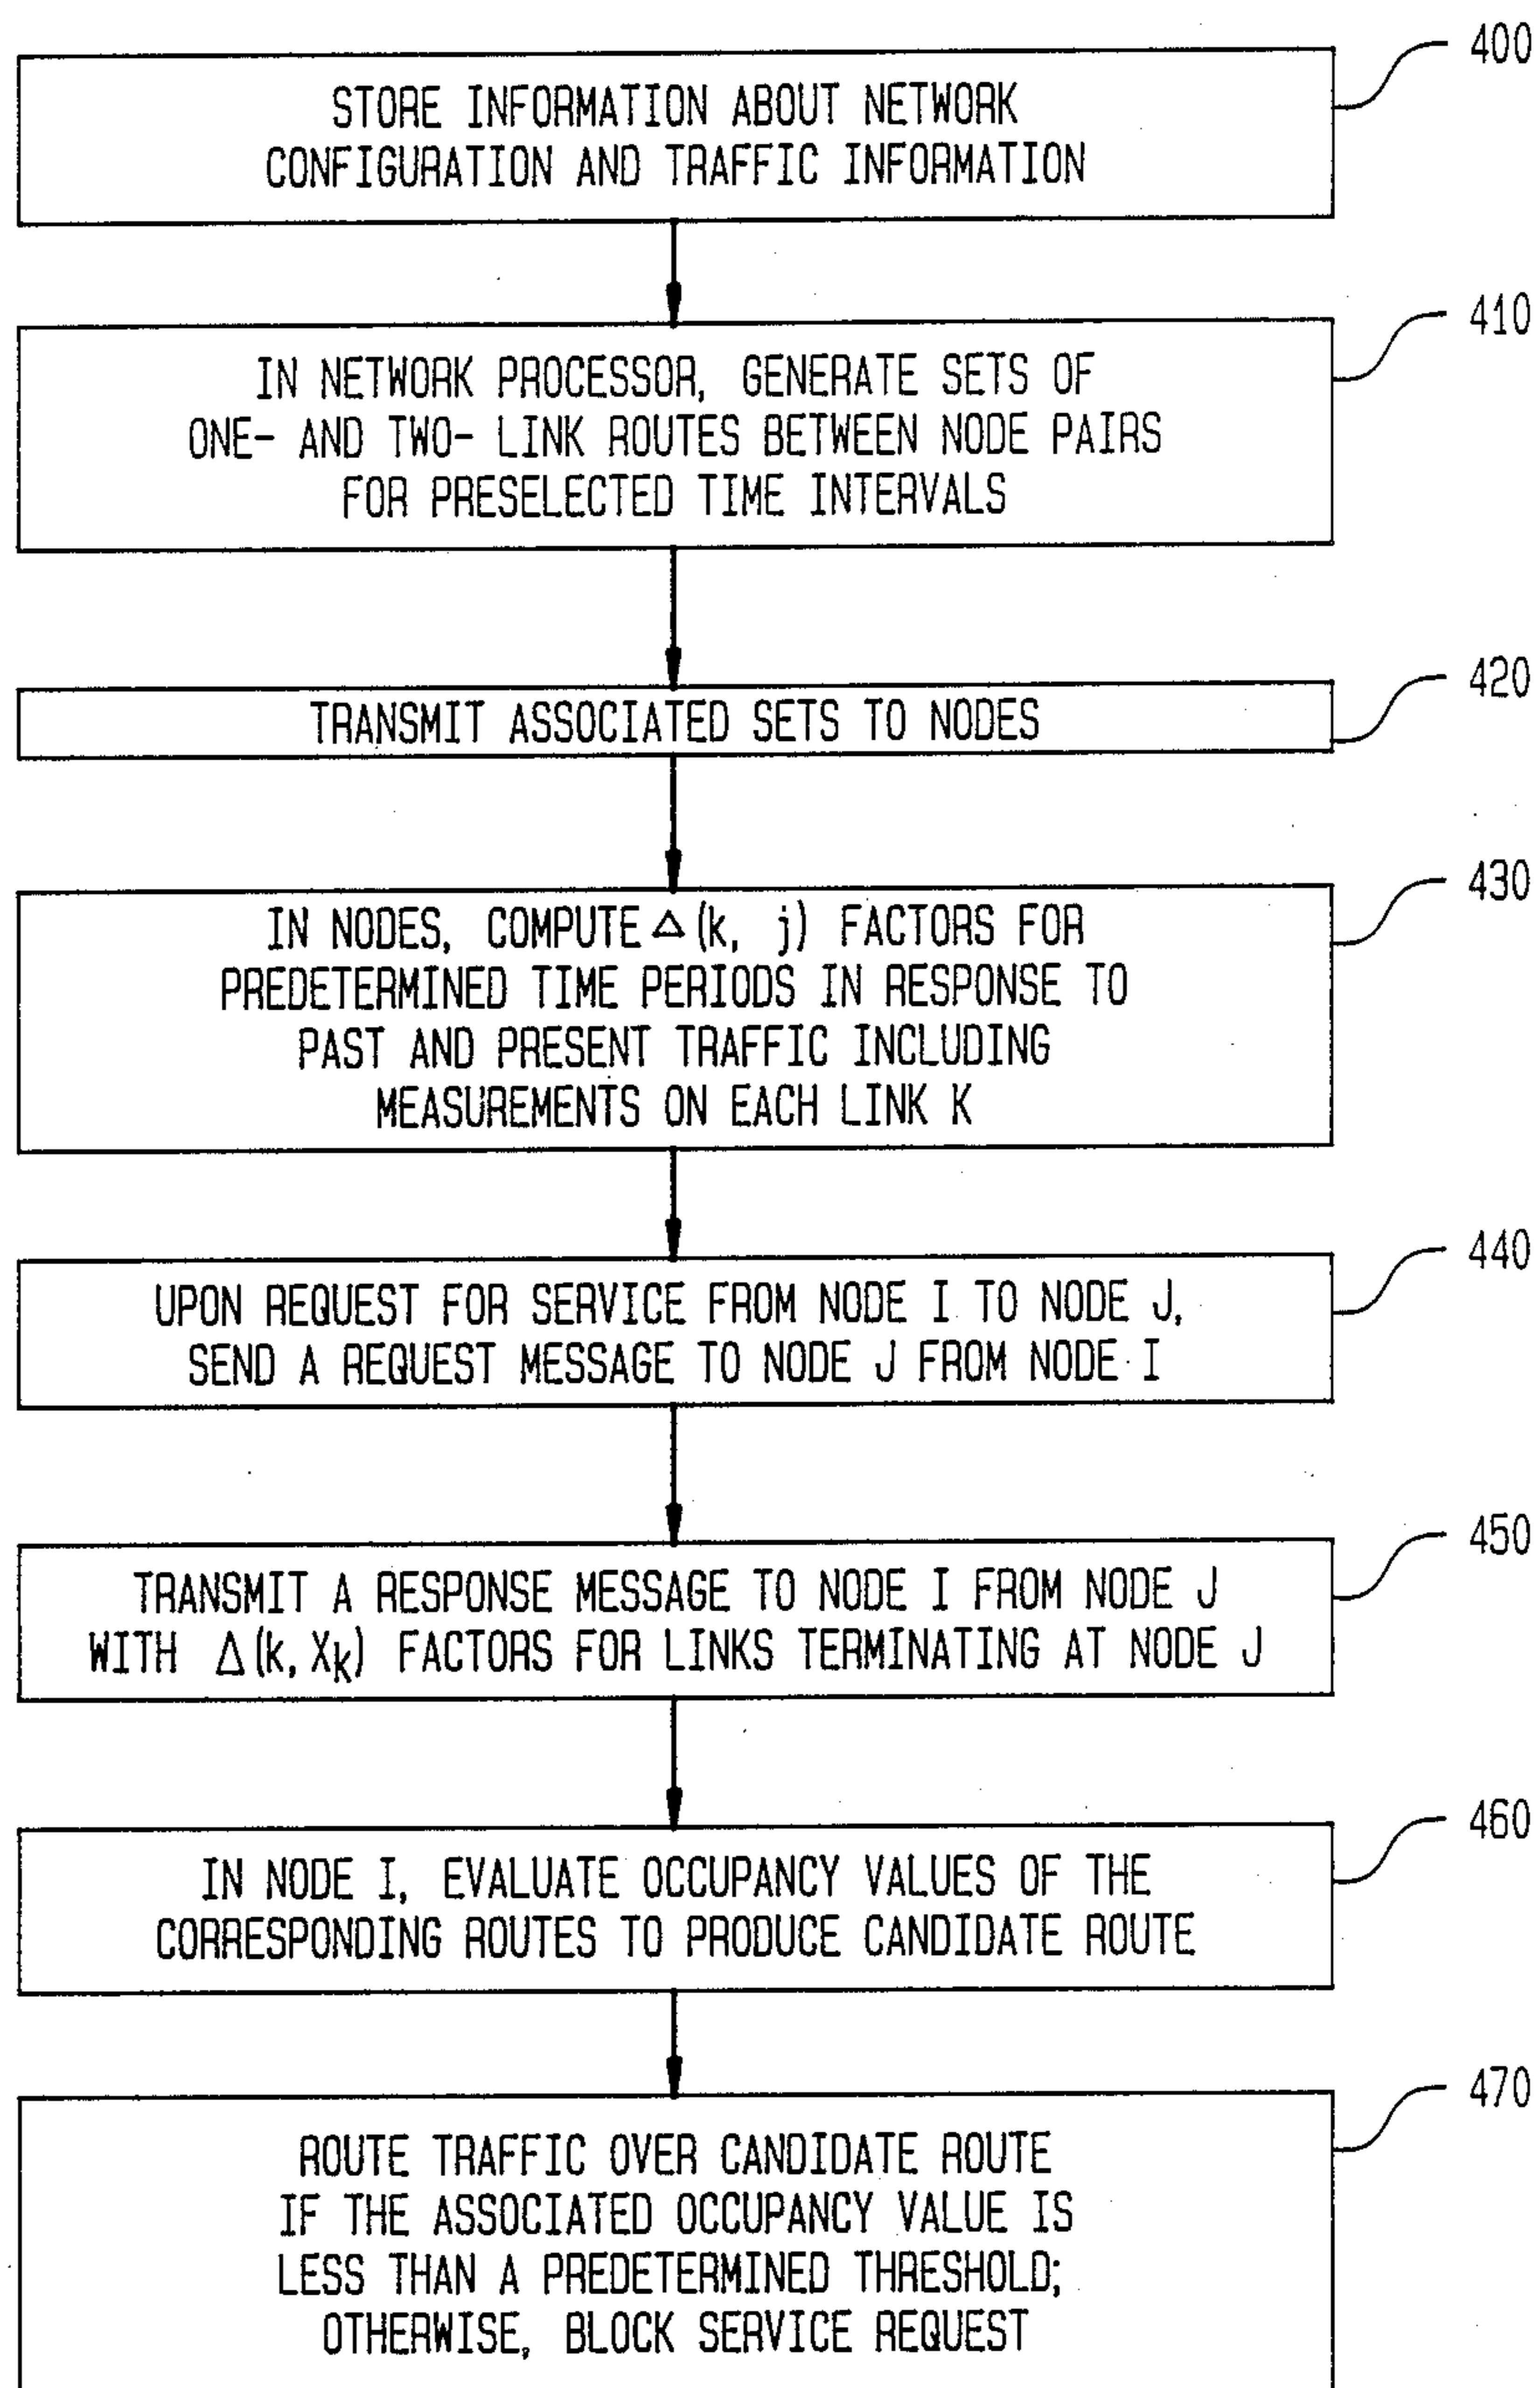 400
STORE INFORMATION ABOUT NETWORK
CONFIGURATION AND TRAFFIC INFORMATION
410
IN NETWORK PROCESSOR, GENERATE SETS OF
ONE- AND TWO- LINK ROUTES BETWEEN NODE PAIRS
FOR PRESELECTED TIME INTERVALS
420
TRANSMIT ASSOCIATED SETS TO NODES
430
IN NODES, COMPUTE Δ(k, j) FACTORS FOR
PREDETERMINED TIME PERIODS IN RESPONSE TO
PAST AND PRESENT TRAFFIC INCLUDING
MEASUREMENTS ON EACH LINK K
440
UPON REQUEST FOR SERVICE FROM NODE I TO NODE J,
SEND A REQUEST MESSAGE TO NODE J FROM NODE I
450
TRANSMIT A RESPONSE MESSAGE TO NODE I FROM NODE J
WITH Δ(k, Xk) FACTORS FOR LINKS TERMINATING AT NODE J
460
IN NODE I, EVALUATE OCCUPANCY VALUES OF THE
CORRESPONDING ROUTES TO PRODUCE CANDIDATE ROUTE
470
ROUTE TRAFFIC OVER CANDIDATE ROUTE
IF THE ASSOCIATED OCCUPANCY VALUE IS
LESS THAN A PREDETERMINED THRESHOLD;
OTHERWISE, BLOCK SERVICE REQUEST